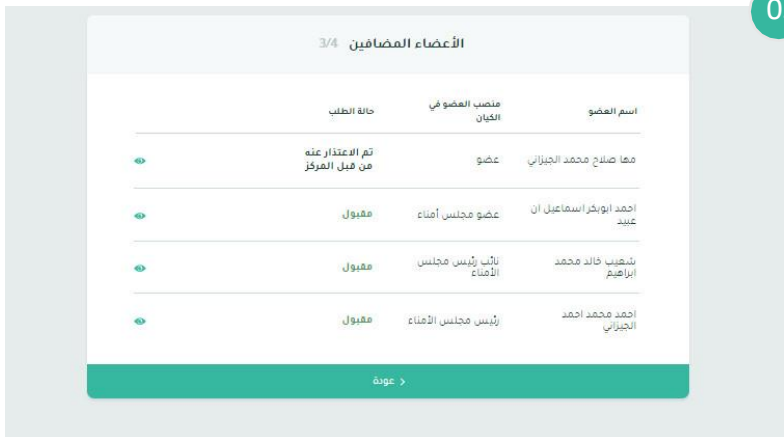 0
الأعضاء المضافين 3/4
اسم العضو منصب العضو في الكيان حالة الطلب
مها صلاح محمد الجيزاني عضو تم الاعتذار عنه من قبل المركز
احمد ابوبكر اسماعيل ان عبيد عضو مجلس أمناء مقبول
شعيب خالد محمد ابراهيم نائب رئيس مجلس الأمناء مقبول
احمد محمد احمد الجيزاني رئيس مجلس الأمناء مقبول
عودة